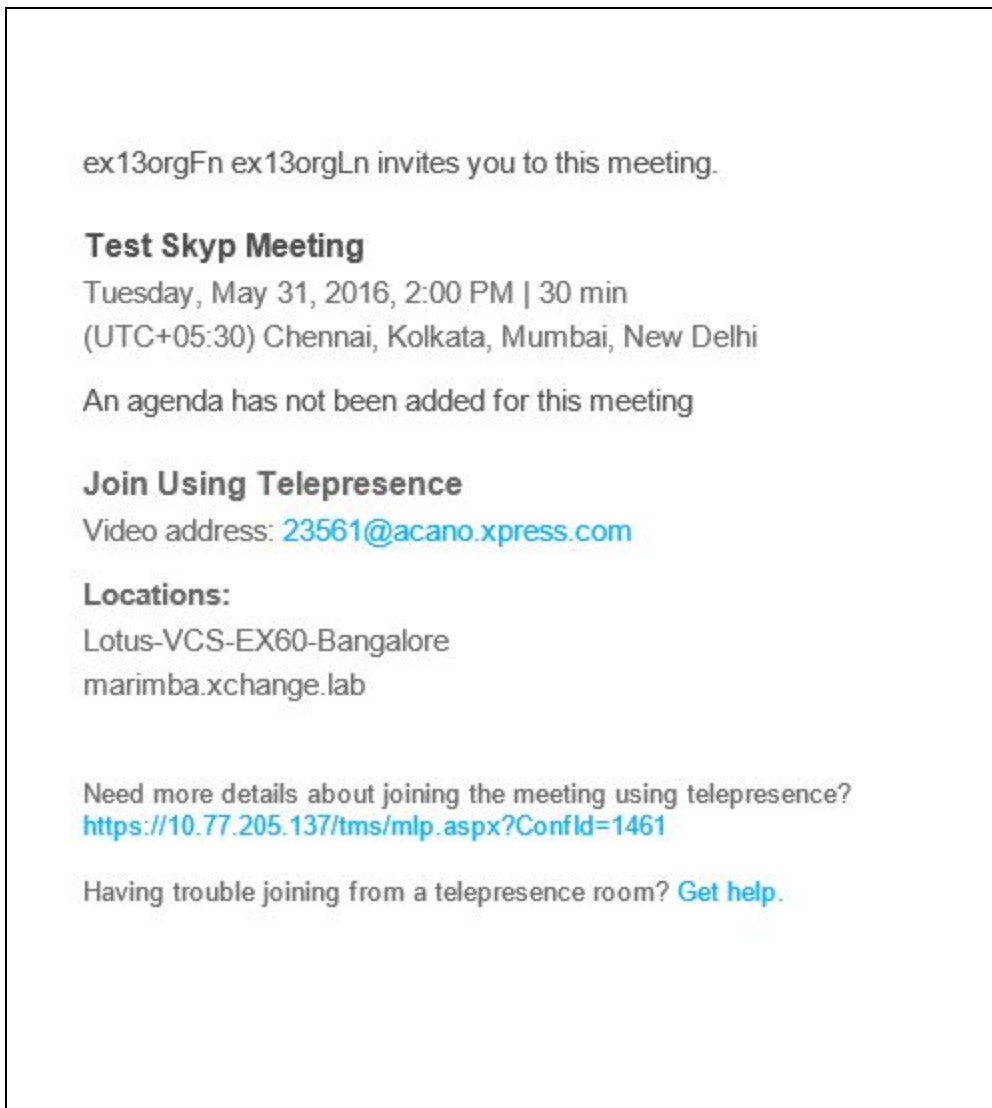 ex13orgFn ex13orgLn invites you to this meeting.
Test Skyp Meeting
Tuesday, May 31, 2016, 2:00 PM | 30 min
(UTC+05:30) Chennai, Kolkata, Mumbai, New Delhi
An agenda has not been added for this meeting
Join Using Telepresence
Video address: 23561@acano.xpress.com
Locations:
Lotus-VCS-EX60-Bangalore
marimba.xchange.lab
Need more details about joining the meeting using telepresence?
https://10.77.205.137/tms/mlp.aspx?ConfId=1461
Having trouble joining from a telepresence room? Get help.